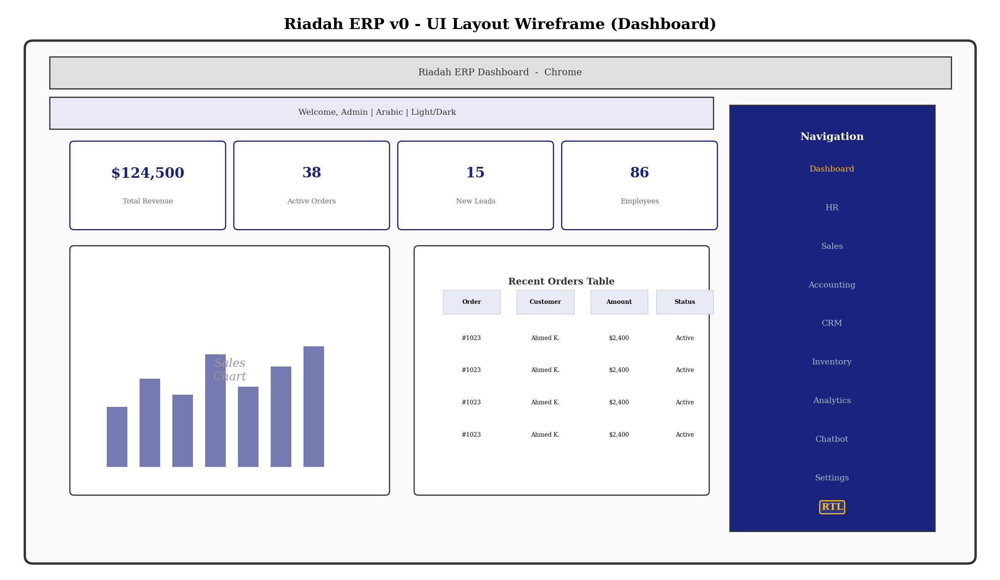 Riadah ERP v0 - UI Layout Wireframe (Dashboard)
Riadah ERP Dashboard - Chrome
Welcome, Admin | Arabic | Light/Dark
$124,500
Total Revenue
38
Active Orders
15
New Leads
86
Employees
Sales
Chart
Recent Orders Table
Order Customer Amount Status
#1023 Ahmed K. $2,400 Active
#1023 Ahmed K. $2,400 Active
#1023 Ahmed K. $2,400 Active
#1023 Ahmed K. $2,400 Active
Navigation
Dashboard
HR
Sales
Accounting
CRM
Inventory
Analytics
Chatbot
Settings
RTL